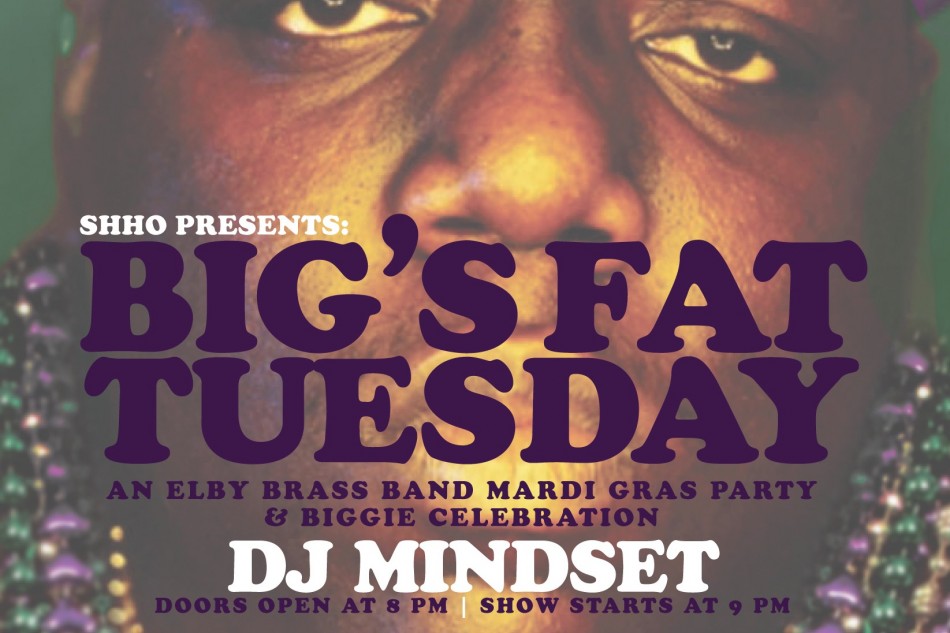 SHHO PRESENTS:
BIG'S FAT
TUESDAY
AN ELBY BRASS BAND MARDI GRAS PARTY
& BIGGIE CELEBRATION
DJ MINDSET
DOORS OPEN AT 8 PM | SHOW STARTS AT 9 PM